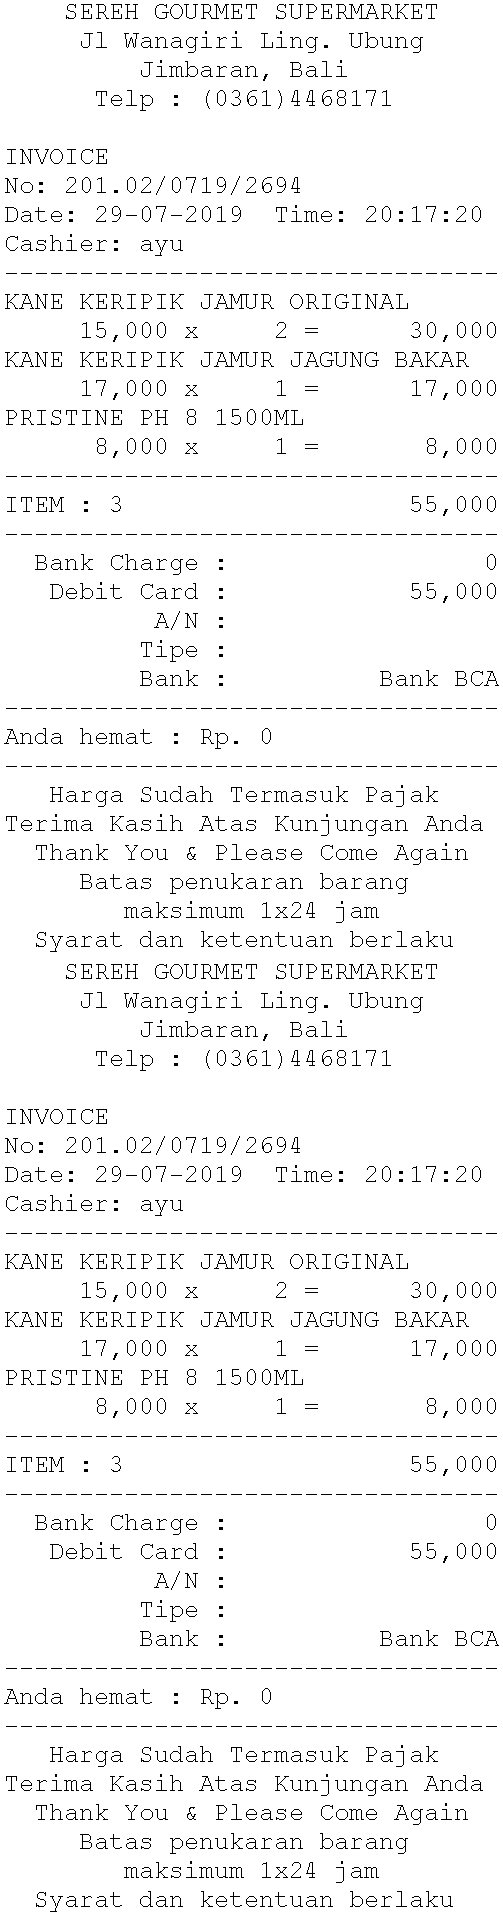 SEREH GOURMET SUPERMARKET
Jl Wanagiri Ling. Ubung
Jimbaran, Bali
Telp : (0361)4468171
INVOICE
No: 201.02/0719/2694
Date: 29-07-2019  Time: 20:17:20
Cashier: ayu
---------------------------------
KANE KERIPIK JAMUR ORIGINAL
15,000 x     2 =      30,000
KANE KERIPIK JAMUR JAGUNG BAKAR
17,000 x     1 =      17,000
PRISTINE PH 8 1500ML
8,000 x     1 =       8,000
---------------------------------
ITEM : 3                   55,000
---------------------------------
Bank Charge :                 0
Debit Card :            55,000
A/N :
Tipe :
Bank :          Bank BCA
---------------------------------
Anda hemat : Rp. 0
---------------------------------
Harga Sudah Termasuk Pajak
Terima Kasih Atas Kunjungan Anda
Thank You & Please Come Again
Batas penukaran barang
maksimum 1x24 jam
Syarat dan ketentuan berlaku
SEREH GOURMET SUPERMARKET
Jl Wanagiri Ling. Ubung
Jimbaran, Bali
Telp : (0361)4468171
INVOICE
No: 201.02/0719/2694
Date: 29-07-2019  Time: 20:17:20
Cashier: ayu
---------------------------------
KANE KERIPIK JAMUR ORIGINAL
15,000 x     2 =      30,000
KANE KERIPIK JAMUR JAGUNG BAKAR
17,000 x     1 =      17,000
PRISTINE PH 8 1500ML
8,000 x     1 =       8,000
---------------------------------
ITEM : 3                   55,000
---------------------------------
Bank Charge :                 0
Debit Card :            55,000
A/N :
Tipe :
Bank :          Bank BCA
---------------------------------
Anda hemat : Rp. 0
---------------------------------
Harga Sudah Termasuk Pajak
Terima Kasih Atas Kunjungan Anda
Thank You & Please Come Again
Batas penukaran barang
maksimum 1x24 jam
Syarat dan ketentuan berlaku